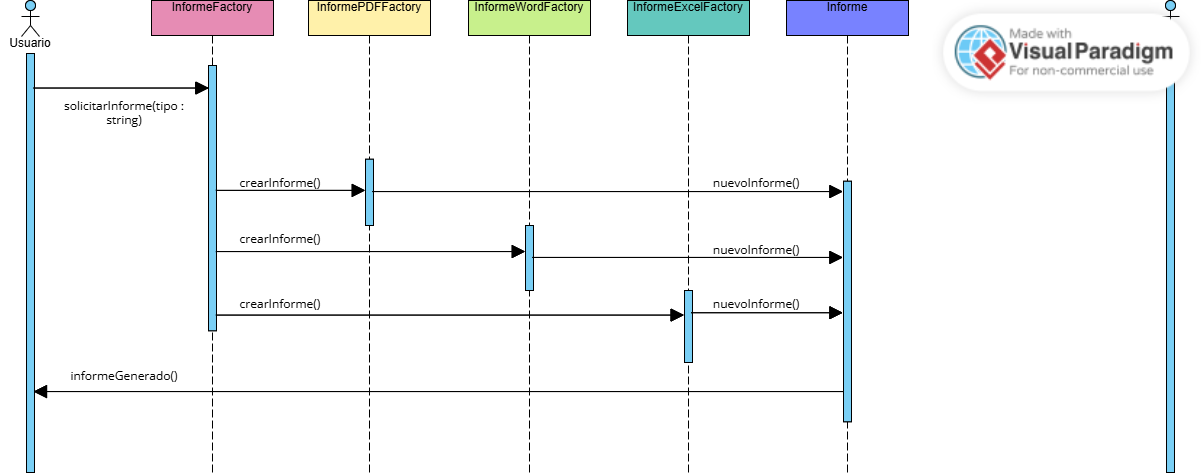 InformeFactory
InformePDFFactory
InformeWordFactory
InformeExcelFactory
Informe
Usuario
Made with
Visual Paradigm
For non-commercial use
solicitarInforme(tipo :
string)
crearInforme()
nuevoInforme()
crearInforme()
nuevoInforme()
crearInforme()
nuevoInforme()
informeGenerado()